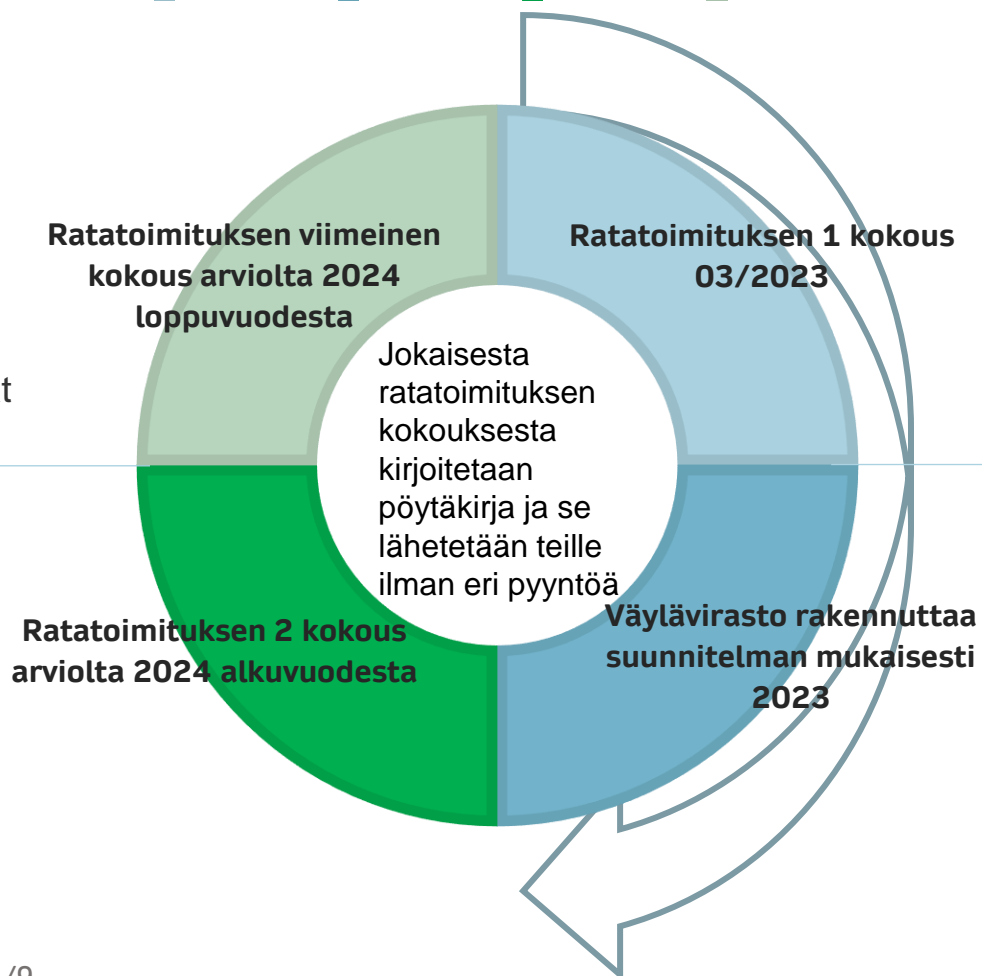 Ratatoimituksen viimeinen
kokous arviolta 2024
loppuvuodesta
Ratatoimituksen 1 kokous
03/2023
Jokaisesta
ratatoimituksen
kokouksesta
kirjoitetaan
pöytäkirja ja se
lähetetään teille
ilman eri pyyntöä
Ratatoimituksen 2 kokous
arviolta 2024 alkuvuodesta
Väylävirasto rakennuttaa
suunnitelman mukaisesti
2023